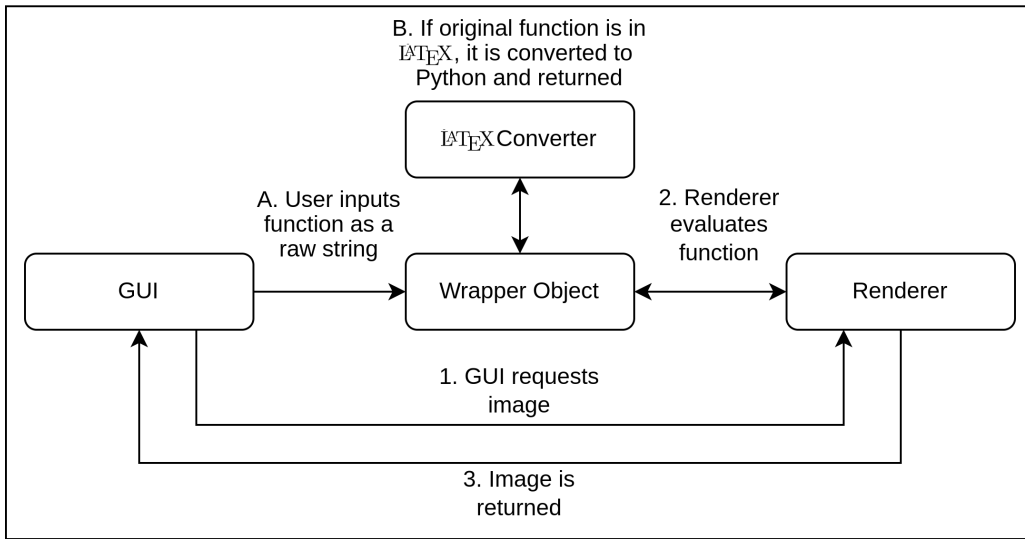 B. If original function is in
LATEX, it is converted to
Python and returned
LATEX Converter
A. User inputs
function as a
raw string
2. Renderer
evaluates
function
GUI
Wrapper Object
Renderer
1. GUI requests
image
3. Image is
returned